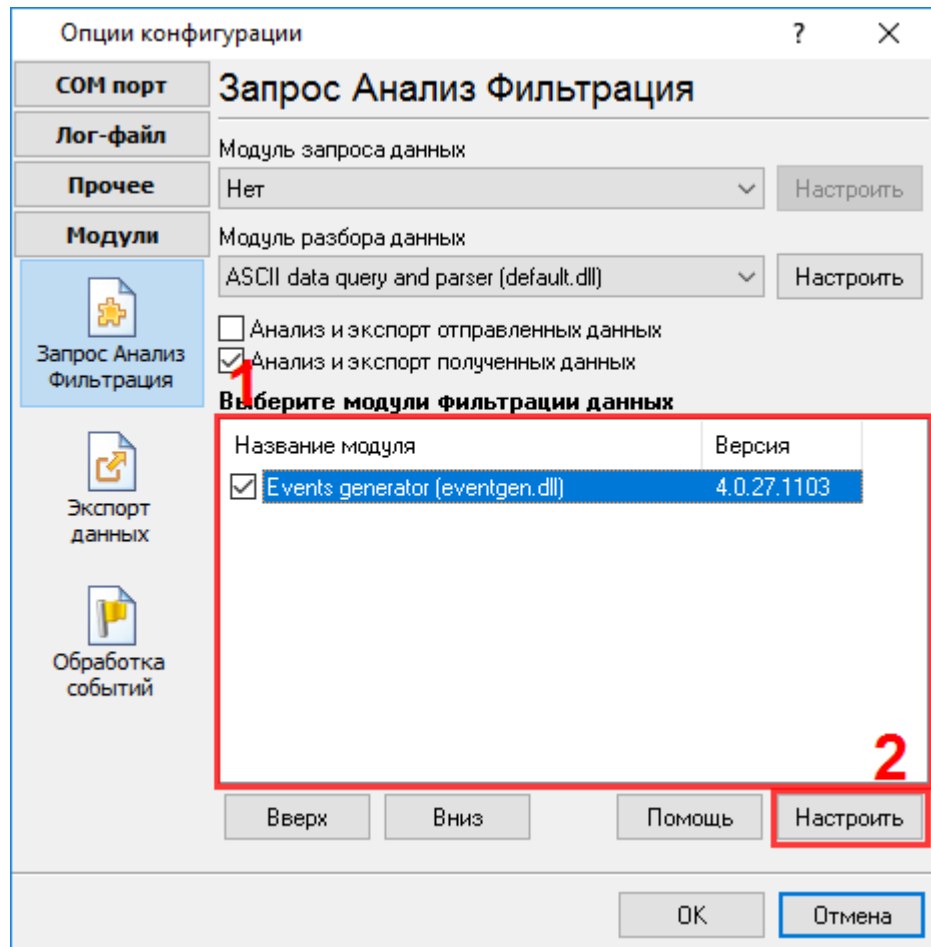 Опции конфигурации ? ×
COM порт
Лог-файл
Прочее
Модули
Запрос Анализ
Фильтрация
Экспорт
данных
Обработка
событий
Запрос Анализ Фильтрация
Модуль запроса данных
Нет Настроить
Модуль разбора данных
ASCII data query and parser (default.dll) Настроить
Анализ и экспорт отправленных данных
Анализ и экспорт полученных данных
1
Выберите модули фильтрации данных
Название модуля Версия
Events generator (eventgen.dll) 4.0.27.1103
2
Вверх Вниз Помощь Настроить
OK Отмена